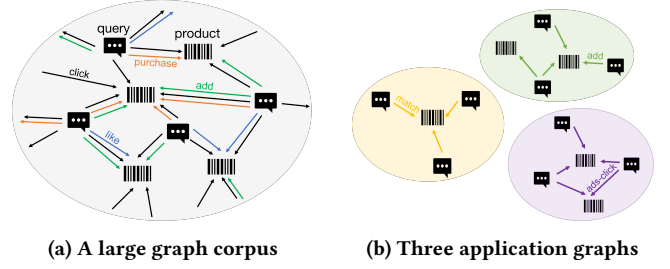 query
product
purchase
click
add
like
match
add
ads-click
(a) A large graph corpus
(b) Three application graphs